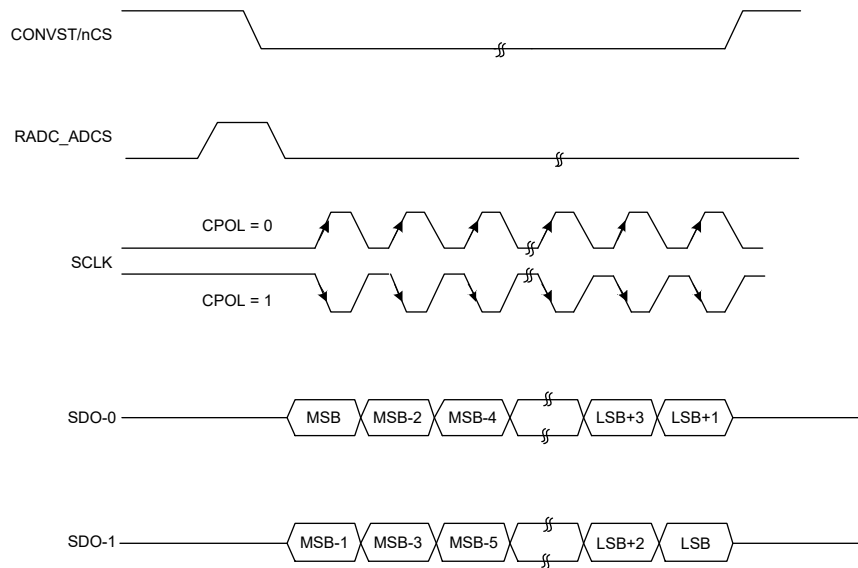 CONVST/nCS
RADC_ADCS
CPOL = 0
SCLK
CPOL = 1
SDO-0
MSB MSB-2 MSB-4 LSB+3 LSB+1
SDO-1
MSB-1 MSB-3 MSB-5 LSB+2 LSB